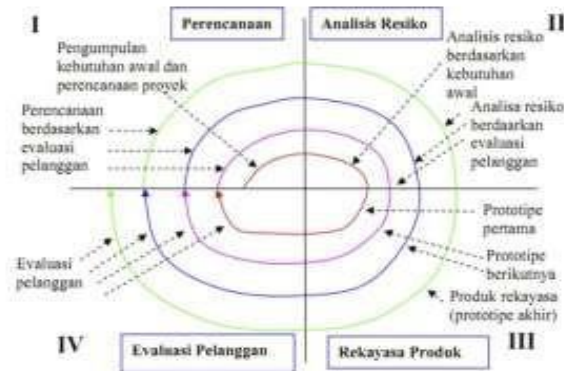 I
Perencanaan
Analisis Resiko
II
Pengumpulan
kebutuhan awal dan
perencanaan proyek
Analisis resiko
berdasarkan
kebutuhan
awal
Perencanaan
berdasarkan
evaluasi
pelanggan
Analisa resiko
berdaarkan
evaluasi
pelanggan
Prototipe
pertama
Evaluasi
pelanggan
Prototipe
berikutnya
Produk rekayasa
(prototipe akhir)
IV
Evaluasi Pelanggan
Rekayasa Produk
III